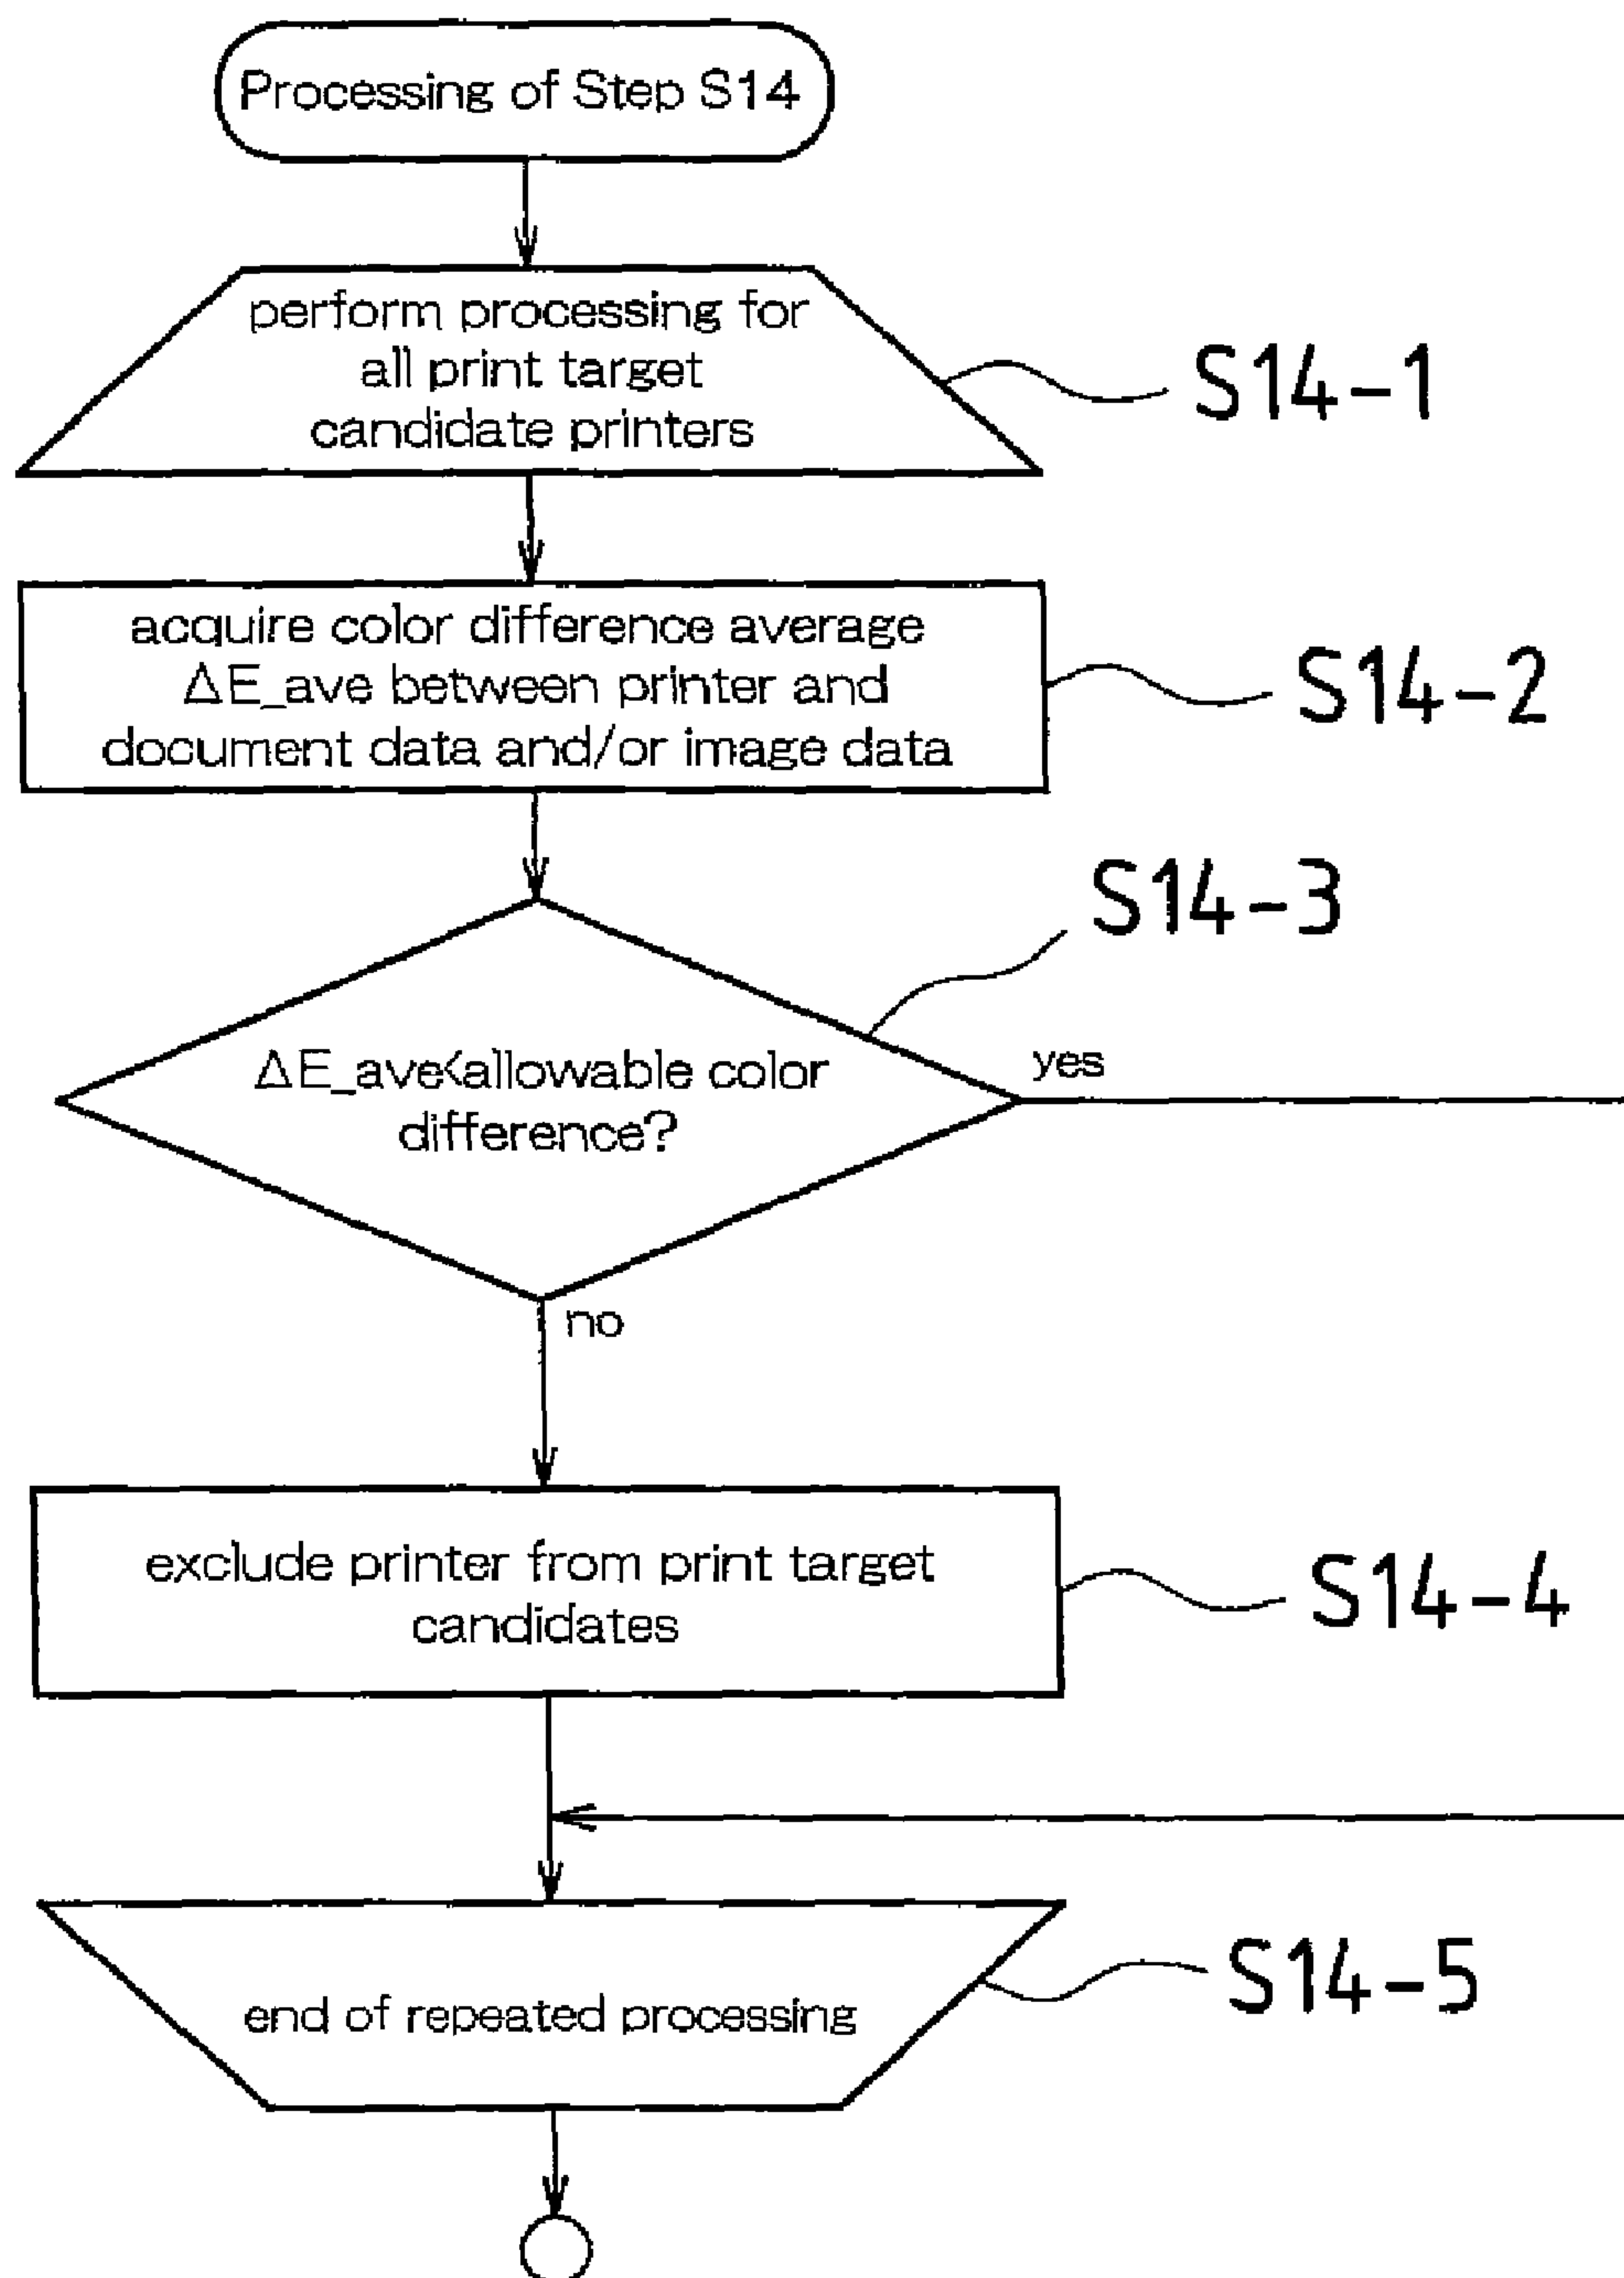 Processing of Step S14
perform processing for
all print target
candidate printers
S14-1
acquire color difference average
ΔE_ave between printer and
document data and/or image data
S14-2
S14-3
ΔE_ave<allowable color
difference?
yes
no
exclude printer from print target
candidates
S14-4
end of repeated processing
S14-5